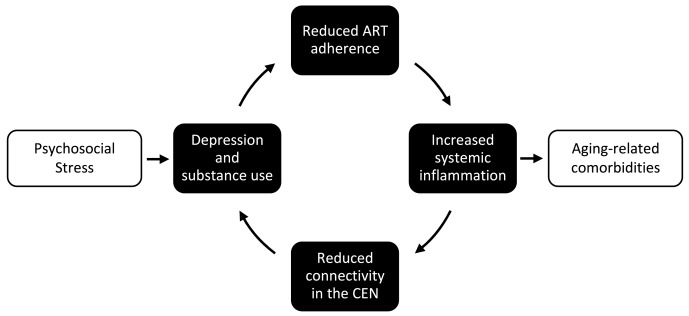 Reduced ART
adherence
Psychosocial
Stress
Depression
and
substance use
Increased
systemic
inflammation
Aging-related
comorbidities
Reduced
connectivity
in the CEN